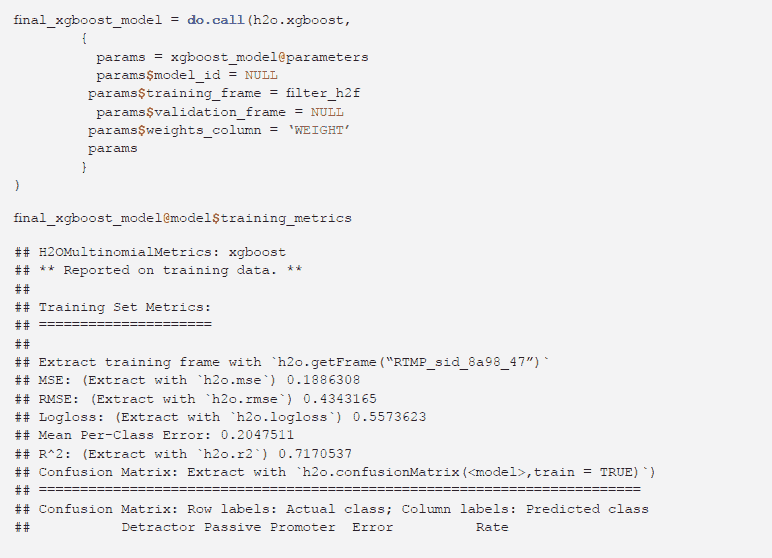 final_xgboost_model = do.call(h2o.xgboost,
{
params = xgboost_model@parameters
params$model_id = NULL
params$training_frame = filter_h2f
params$validation_frame = NULL
params$weights_column = ‘WEIGHT’
params
}
)
final_xgboost_model@model$training_metrics
## H2OMultinomialMetrics: xgboost
## ** Reported on training data. **
##
## Training Set Metrics:
## =====================
##
## Extract training frame with `h2o.getFrame(“RTMP_sid_8a98_47”)`
## MSE: (Extract with `h2o.mse`) 0.1886308
## RMSE: (Extract with `h2o.rmse`) 0.4343165
## Logloss: (Extract with `h2o.logloss`) 0.5573623
## Mean Per-Class Error: 0.2047511
## R^2: (Extract with `h2o.r2`) 0.7170537
## Confusion Matrix: Extract with `h2o.confusionMatrix(<model>,train = TRUE)`)
## =========================================================================
## Confusion Matrix: Row labels: Actual class; Column labels: Predicted class
## Detractor Passive Promoter Error Rate